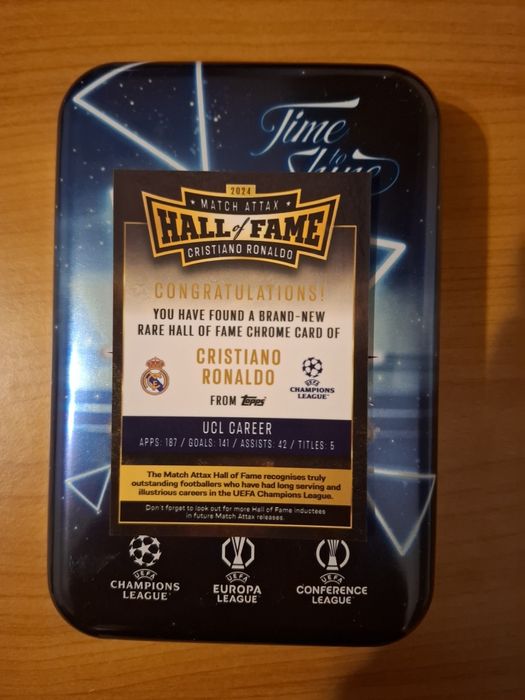 Time
to
Shine
2024
MATCH ATTAX
HALL of FAME
CRISTIANO RONALDO
CONGRATULATIONS!
YOU HAVE FOUND A BRAND-NEW
RARE HALL OF FAME CHROME CARD OF
CRISTIANO
RONALDO
FROM Topps
UEFA
CHAMPIONS
LEAGUE
UCL CAREER
APPS: 187 / GOALS: 141 / ASSISTS: 42 / TITLES: 5
The Match Attax Hall of Fame recognises truly
outstanding footballers who have had long serving and
illustrious careers in the UEFA Champions League.
Don't forget to look out for more Hall of Fame inductees
in future Match Attax releases.
UEFA
CHAMPIONS
LEAGUE
UEFA
EUROPA
LEAGUE
UEFA
CONFERENCE
LEAGUE